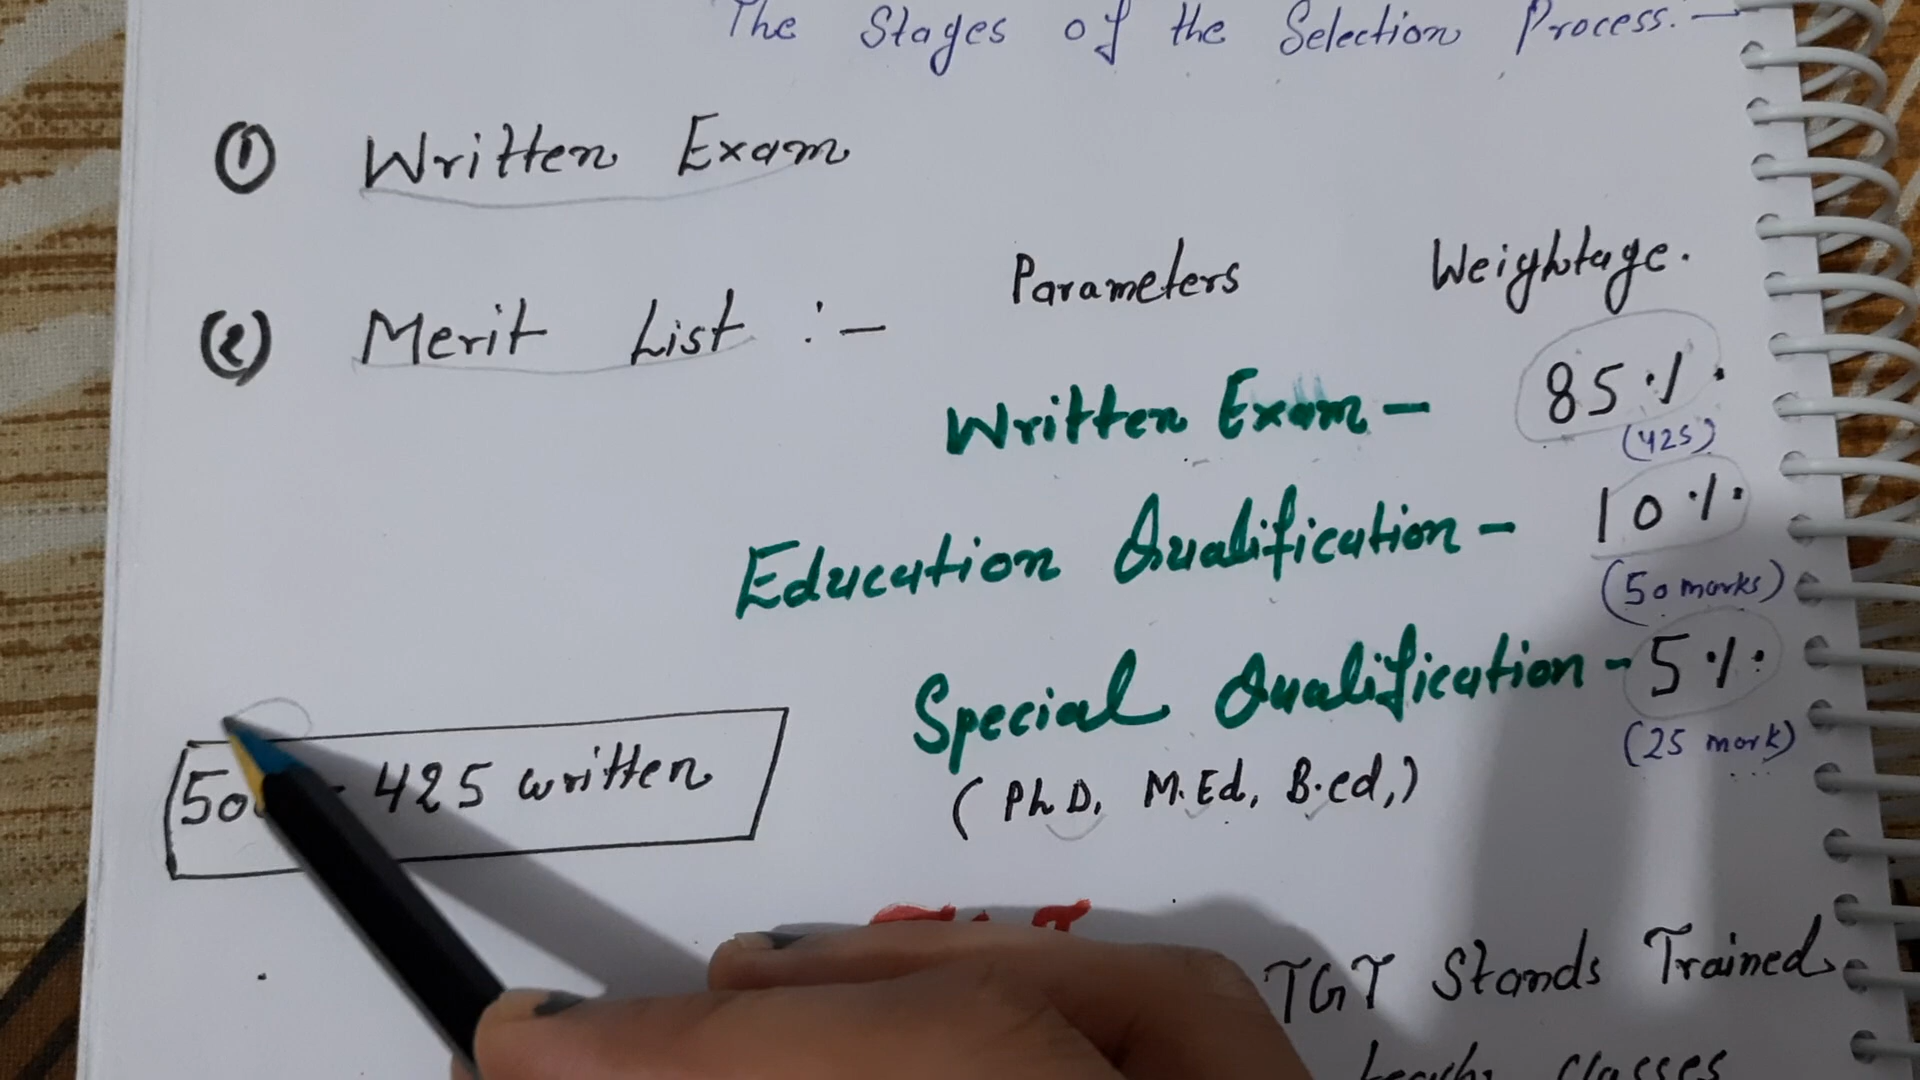 The Stages of the Selection Process. →
① Written Exam
Parameters Weightage.
(2) Merit List :-
Written Exam - 85%
(425)
Education Qualification - 10%
(50 marks)
Special Qualification - 5%
(25 mark)
(Ph D, M.Ed, B.ed,)
425 written
TGT Stands Trained
classes